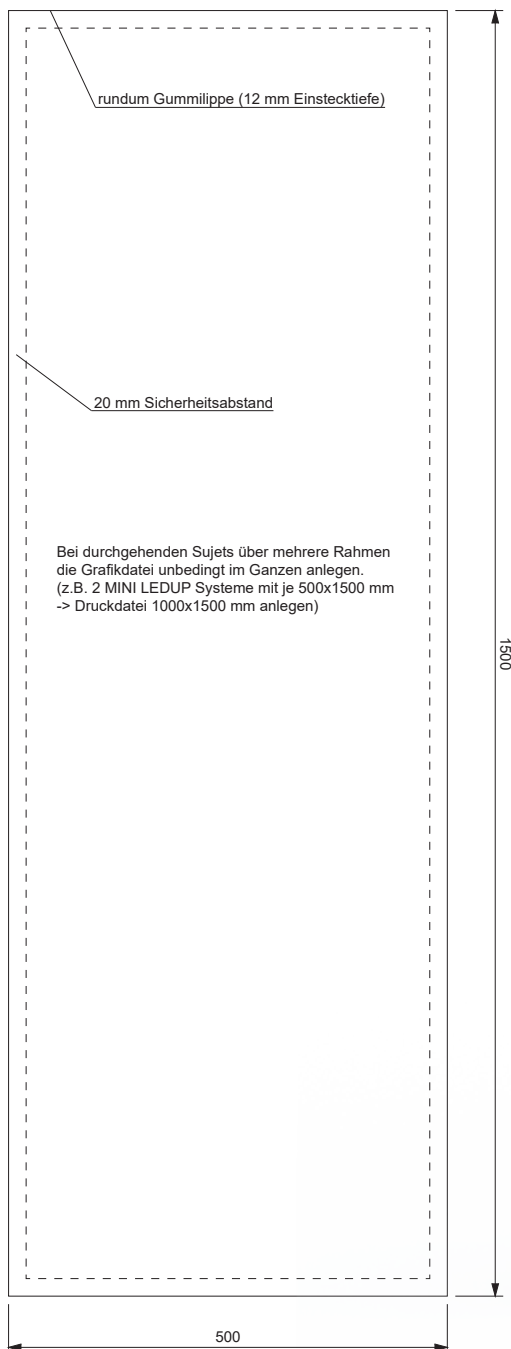 rundum Gummilippe (12 mm Einstecktiefe)
20 mm Sicherheitsabstand
Bei durchgehenden Sujets über mehrere Rahmen
die Grafikdatei unbedingt im Ganzen anlegen.
(z.B. 2 MINI LEDUP Systeme mit je 500x1500 mm
-> Druckdatei 1000x1500 mm anlegen)
1500
500